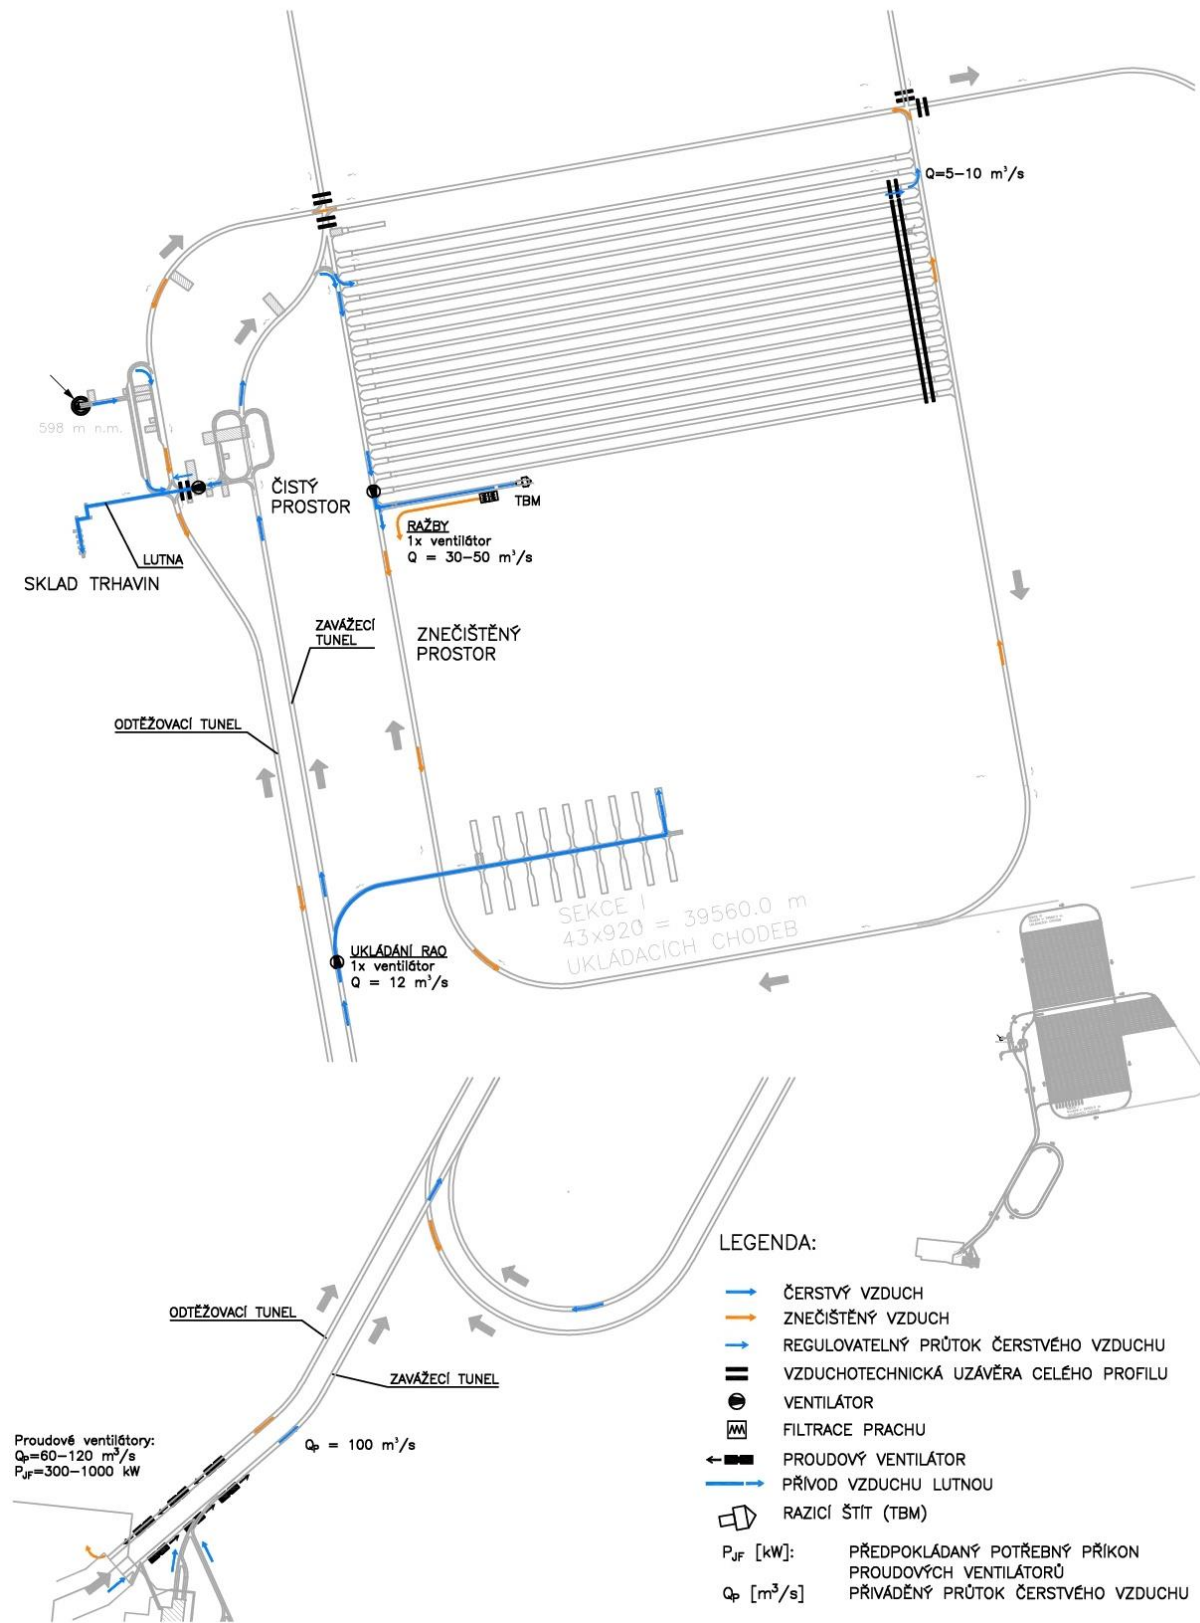 Q=5–10 m³/s
598 m n.m.
ČISTÝ
PROSTOR
TBM
RAŽBY
1x ventilátor
Q = 30–50 m³/s
LUTNA
SKLAD TRHAVIN
ZAVÁŽECÍ
TUNEL
ZNEČIŠTĚNÝ
PROSTOR
ODTĚŽOVACÍ TUNEL
SEKCE I
43x920 = 39560.0 m
UKLÁDACÍCH CHODEB
UKLÁDÁNÍ RAO
1x ventilátor
Q = 12 m³/s
ODTĚŽOVACÍ TUNEL
ZAVÁŽECÍ TUNEL
Proudové ventilátory:
Qₚ=60–120 m³/s
P_JF=300–1000 kW
Qₚ = 100 m³/s
LEGENDA:
ČERSTVÝ VZDUCH
ZNEČIŠTĚNÝ VZDUCH
REGULOVATELNÝ PRŮTOK ČERSTVÉHO VZDUCHU
VZDUCHOTECHNICKÁ UZÁVĚRA CELÉHO PROFILU
VENTILÁTOR
FILTRACE PRACHU
PROUDOVÝ VENTILÁTOR
PŘÍVOD VZDUCHU LUTNOU
RAZICÍ ŠTÍT (TBM)
P_JF [kW]: PŘEDPOKLÁDANÝ POTŘEBNÝ PŘÍKON
PROUDOVÝCH VENTILÁTORŮ
Qₚ [m³/s] PŘIVÁDĚNÝ PRŮTOK ČERSTVÉHO VZDUCHU